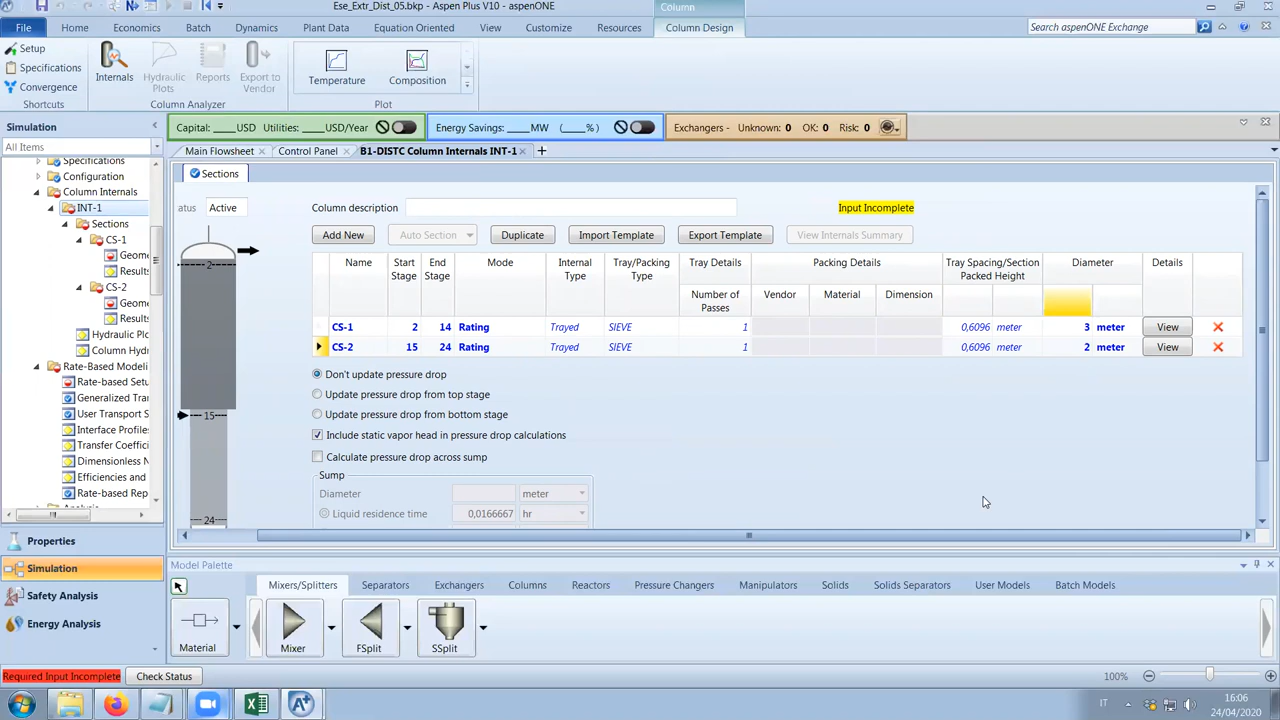 Ese_Extr_Dist_05.bkp - Aspen Plus V10 - aspenONE
Column
File Home Economics Batch Dynamics Plant Data Equation Oriented View Customize Resources Column Design
Search aspenONE Exchange
Setup
Specifications
Convergence
Shortcuts
Internals
Hydraulic Plots
Reports
Export to Vendor
Column Analyzer
Temperature
Composition
Plot
Capital: ____USD Utilities: ____USD/Year
Energy Savings: ____MW (____%)
Exchangers - Unknown: 0 OK: 0 Risk: 0
Simulation
All Items
Specifications
Configuration
Column Internals
INT-1
Sections
CS-1
Geome
Results
CS-2
Geome
Results
Hydraulic Plo
Column Hydr
Rate-Based Modeli
Rate-based Setu
Generalized Tran
User Transport S
Interface Profiles
Transfer Coeffici
Dimensionless N
Efficiencies and
Rate-based Rep
Properties
Simulation
Safety Analysis
Energy Analysis
Main Flowsheet Control Panel B1-DISTC Column Internals INT-1
Sections
atus Active
Column description
Input Incomplete
Add New Auto Section Duplicate Import Template Export Template View Internals Summary
2
15
24
Name Start Stage End Stage Mode Internal Type Tray/Packing Type Tray Details Packing Details Tray Spacing/Section Packed Height Diameter Details
Number of Passes Vendor Material Dimension
CS-1 2 14 Rating Trayed SIEVE 1 0,6096 meter 3 meter View
CS-2 15 24 Rating Trayed SIEVE 1 0,6096 meter 2 meter View
Don't update pressure drop
Update pressure drop from top stage
Update pressure drop from bottom stage
Include static vapor head in pressure drop calculations
Calculate pressure drop across sump
Sump
Diameter meter
Liquid residence time 0,0166667 hr
Model Palette
Mixers/Splitters Separators Exchangers Columns Reactors Pressure Changers Manipulators Solids Solids Separators User Models Batch Models
Material Mixer FSplit SSplit
Required Input Incomplete Check Status
100%
IT
16:06
24/04/2020